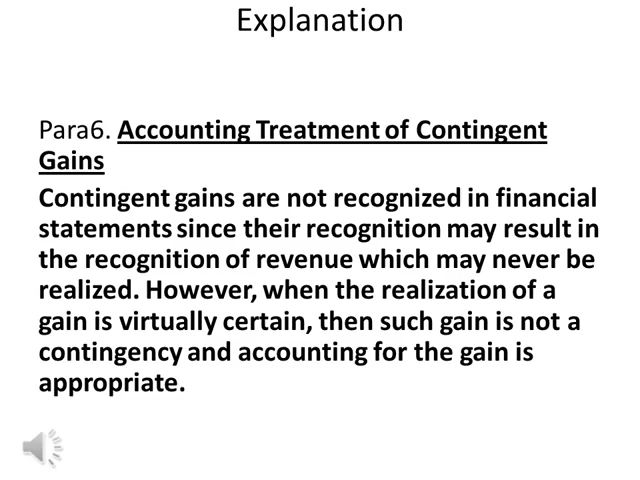 Explanation
Para6. Accounting Treatment of Contingent
Gains
Contingent gains are not recognized in financial
statements since their recognition may result in
the recognition of revenue which may never be
realized. However, when the realization of a
gain is virtually certain, then such gain is not a
contingency and accounting for the gain is
appropriate.